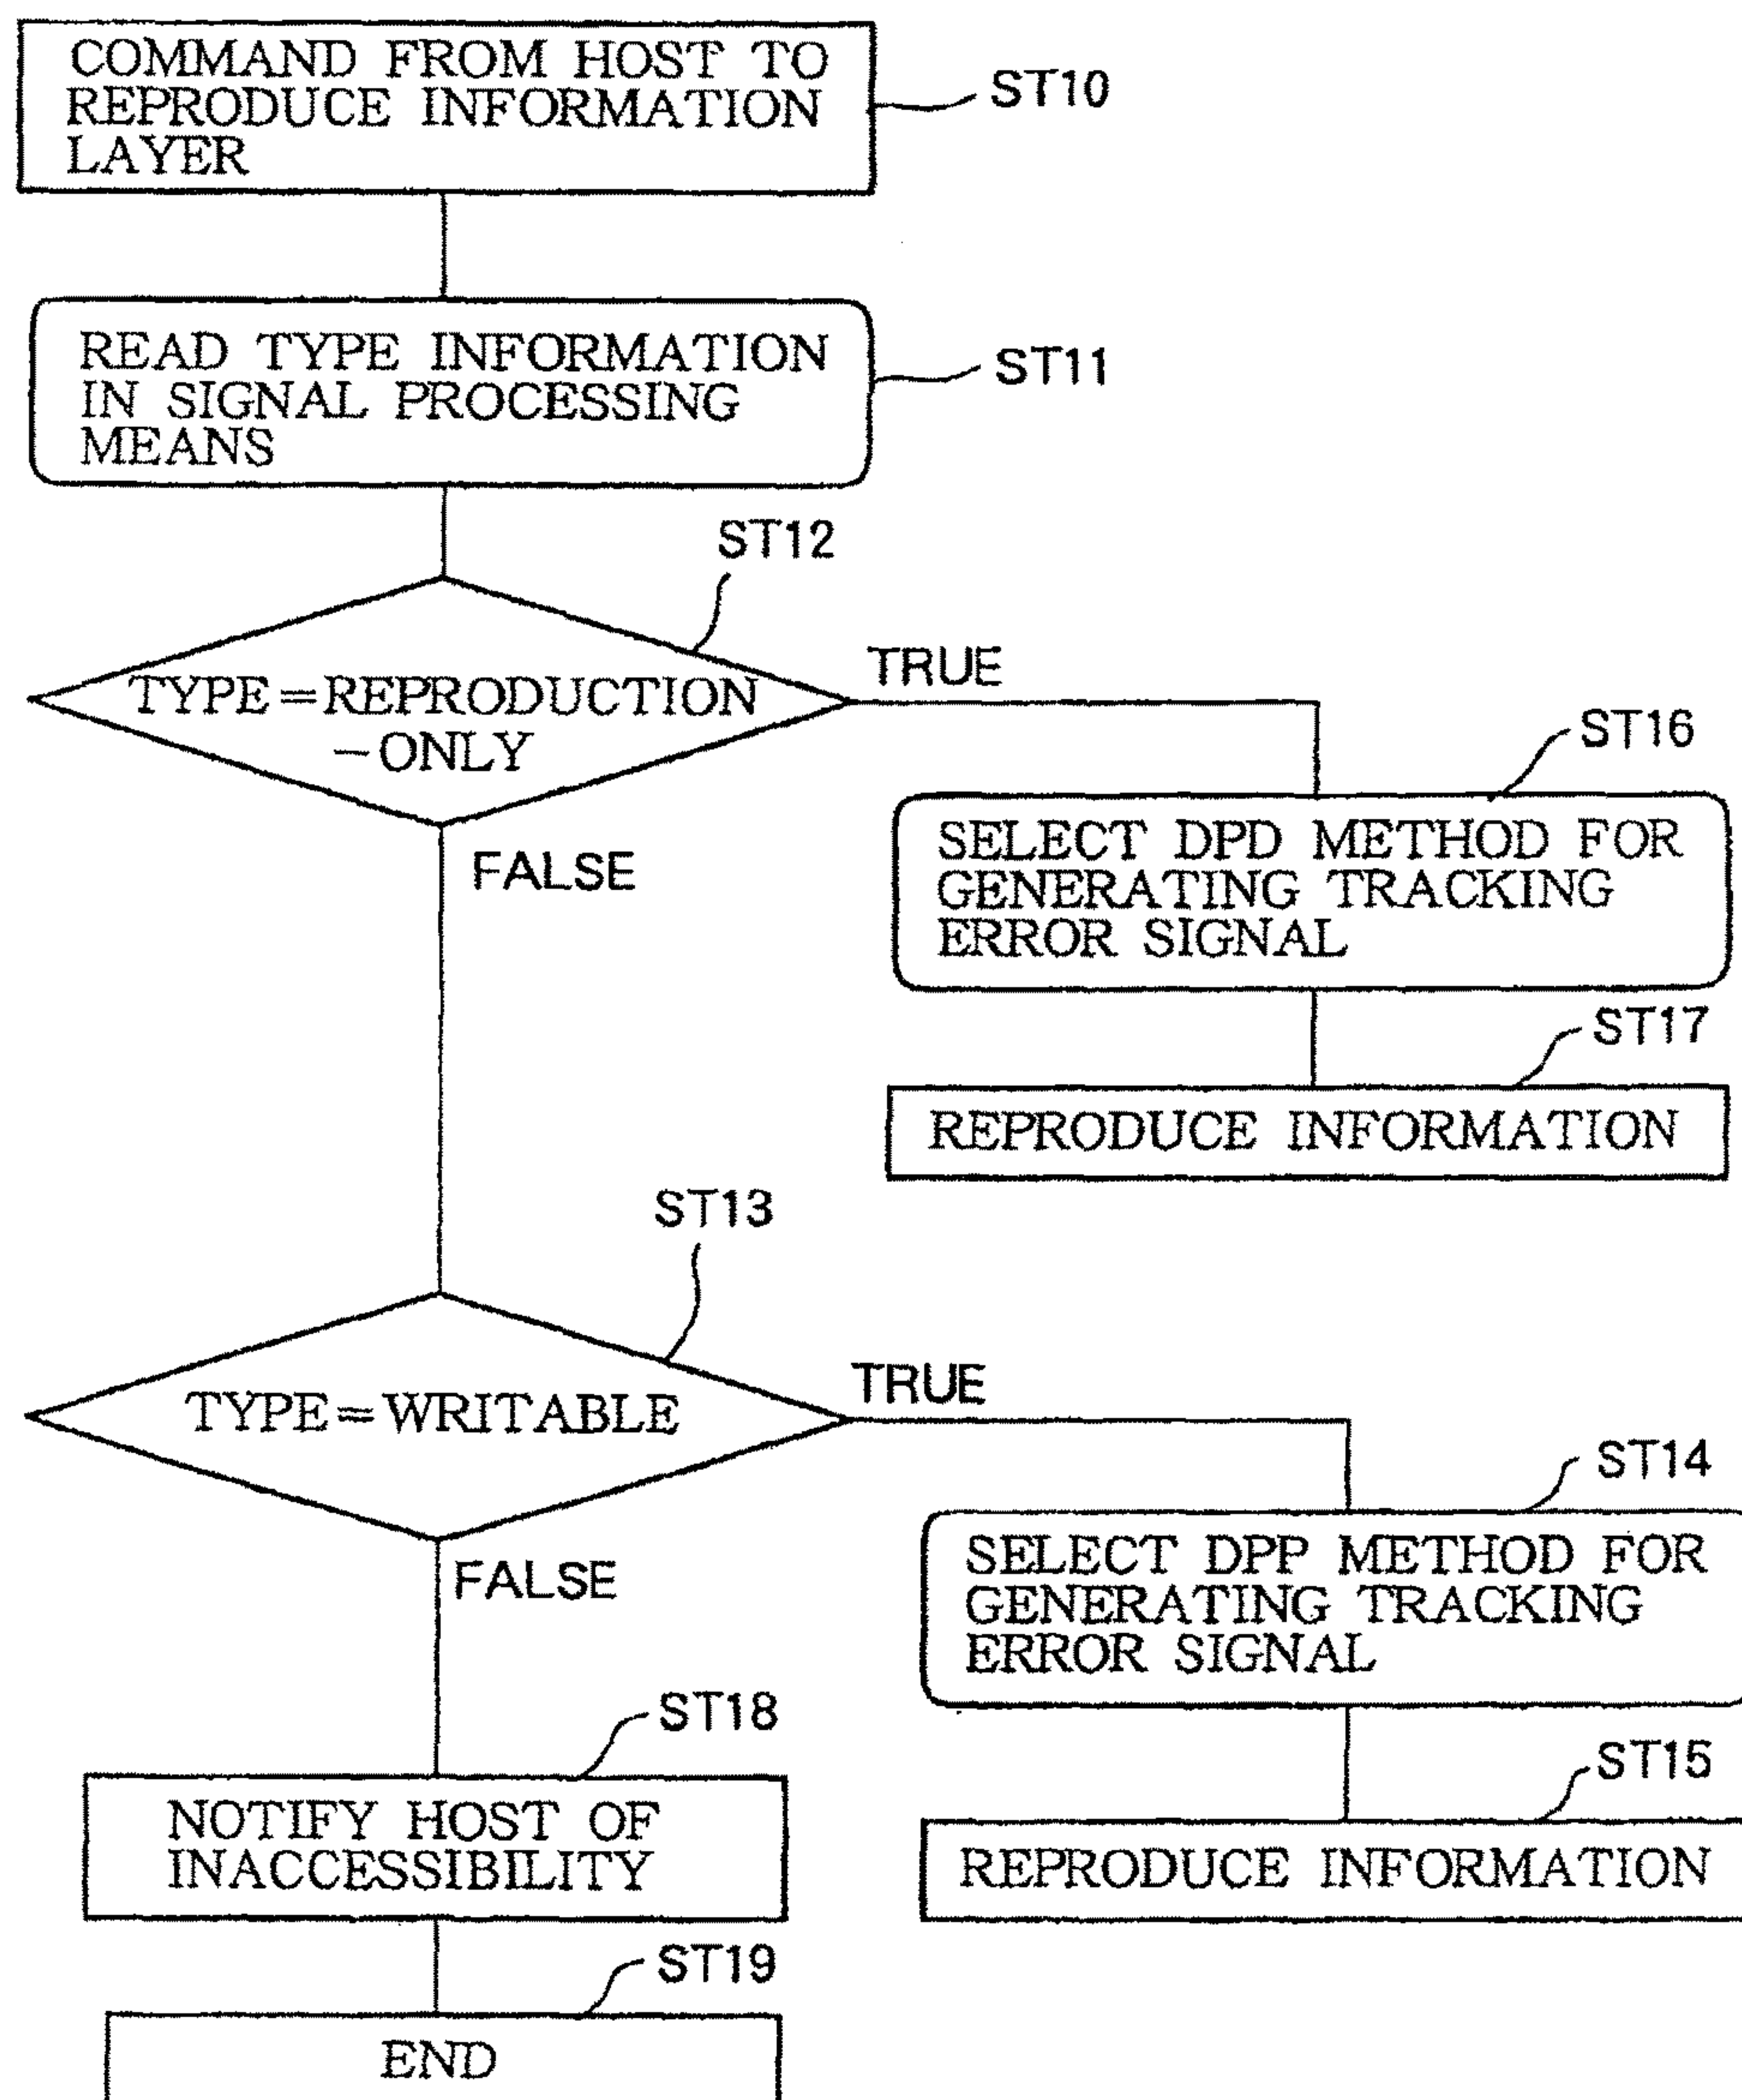 COMMAND FROM HOST TO
REPRODUCE INFORMATION
LAYER
ST10
READ TYPE INFORMATION
IN SIGNAL PROCESSING
MEANS
ST11
ST12
TYPE=REPRODUCTION
-ONLY
TRUE
FALSE
ST16
SELECT DPD METHOD FOR
GENERATING TRACKING
ERROR SIGNAL
ST17
REPRODUCE INFORMATION
ST13
TYPE=WRITABLE
TRUE
FALSE
ST14
SELECT DPP METHOD FOR
GENERATING TRACKING
ERROR SIGNAL
ST15
REPRODUCE INFORMATION
ST18
NOTIFY HOST OF
INACCESSIBILITY
ST19
END